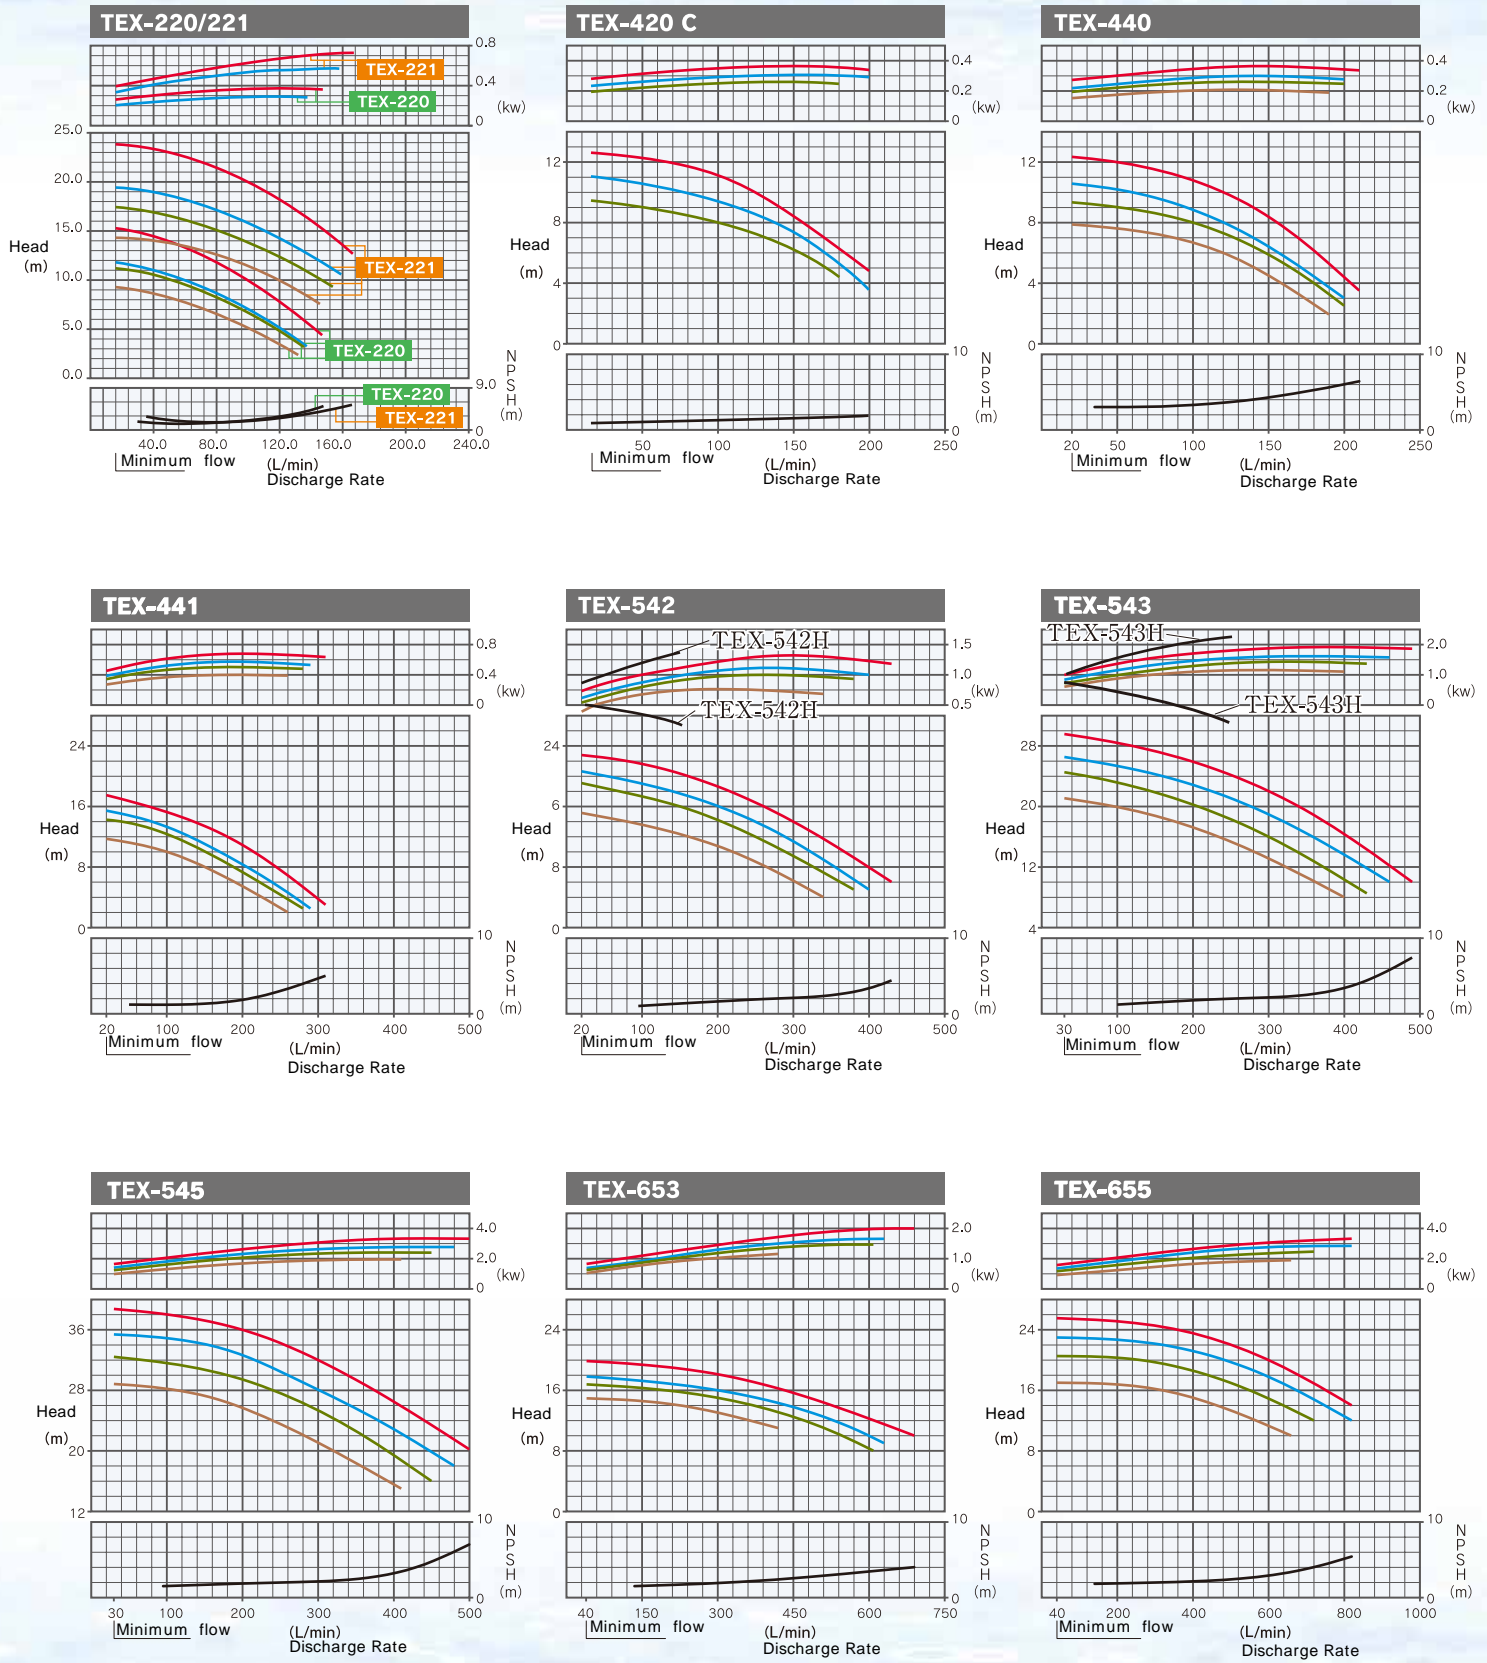 TEX-220/221
0.8
TEX-221
0.4
TEX-220
(kw)
0
25.0
20.0
15.0
Head
(m)
TEX-221
10.0
5.0
TEX-220
0.0
N
P
S
H
(m)
9.0
TEX-220
TEX-221
0
40.0 80.0 120.0 160.0 200.0 240.0
Minimum flow
(L/min)
Discharge Rate
TEX-420 C
0.4
0.2
(kw)
0
12
8
Head
(m)
4
0
10
N
P
S
H
(m)
0
50 100 150 200 250
Minimum flow
(L/min)
Discharge Rate
TEX-440
0.4
0.2
(kw)
0
12
8
Head
(m)
4
0
10
N
P
S
H
(m)
0
20 50 100 150 200 250
Minimum flow
(L/min)
Discharge Rate
TEX-441
0.8
0.4
(kw)
0
24
16
Head
(m)
8
0
10
N
P
S
H
(m)
0
20 100 200 300 400 500
Minimum flow
(L/min)
Discharge Rate
TEX-542
TEX-542H
1.5
1.0
(kw)
0.5
TEX-542H
24
6
Head
(m)
8
0
10
N
P
S
H
(m)
0
20 100 200 300 400 500
Minimum flow
(L/min)
Discharge Rate
TEX-543
TEX-543H
2.0
1.0
(kw)
0
TEX-543H
28
20
Head
(m)
12
4
10
N
P
S
H
(m)
0
30 100 200 300 400 500
Minimum flow
(L/min)
Discharge Rate
TEX-545
4.0
2.0
(kw)
0
36
28
Head
(m)
20
12
10
N
P
S
H
(m)
0
30 100 200 300 400 500
Minimum flow
(L/min)
Discharge Rate
TEX-653
2.0
1.0
(kw)
0
24
16
Head
(m)
8
0
10
N
P
S
H
(m)
0
40 150 300 450 600 750
Minimum flow
(L/min)
Discharge Rate
TEX-655
4.0
2.0
(kw)
0
24
16
Head
(m)
8
0
10
N
P
S
H
(m)
0
40 200 400 600 800 1000
Minimum flow
(L/min)
Discharge Rate